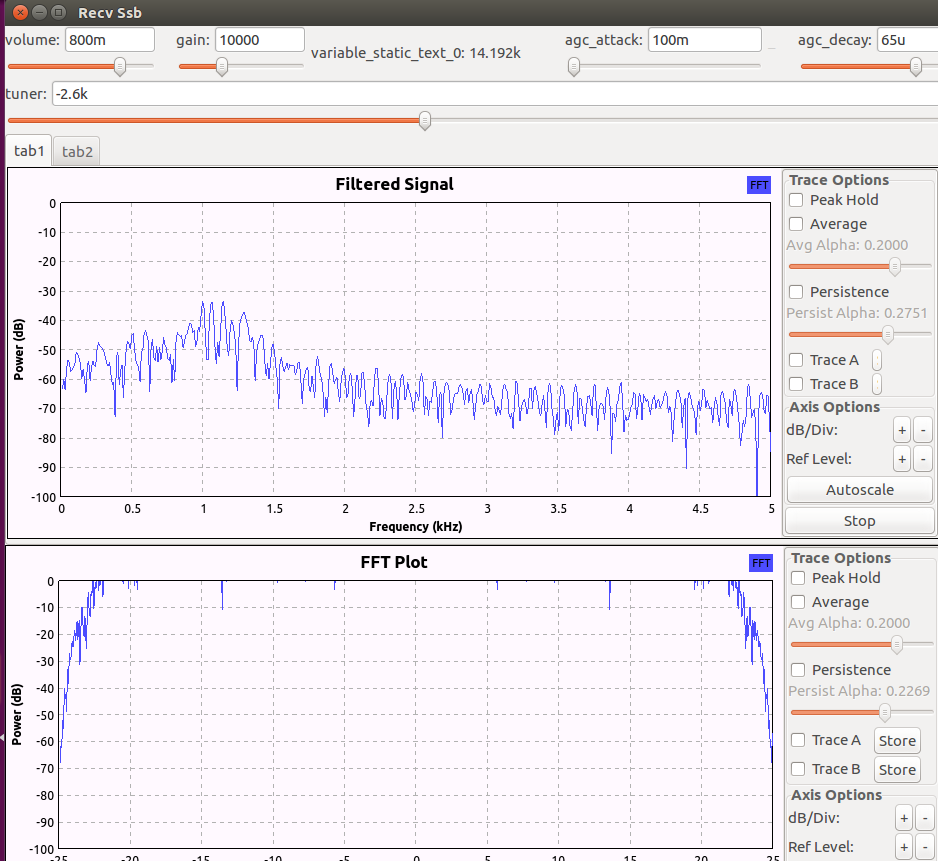 Recv Ssb
volume: 800m gain: 10000 variable_static_text_0: 14.192k agc_attack: 100m agc_decay: 65u
tuner: -2.6k
tab1 tab2
Filtered Signal
FFT
0
-10
-20
-30
-40
-50
-60
-70
-80
-90
-100
Power (dB)
0 0.5 1 1.5 2 2.5 3 3.5 4 4.5 5
Frequency (kHz)
Trace Options
Peak Hold
Average
Avg Alpha: 0.2000
Persistence
Persist Alpha: 0.2751
Trace A
Trace B
Axis Options
dB/Div: + -
Ref Level: + -
Autoscale
Stop
FFT Plot
FFT
0
-10
-20
-30
-40
-50
-60
-70
-80
-90
-100
Power (dB)
-25 -20 -15 -10 -5 0 5 10 15 20 25
Trace Options
Peak Hold
Average
Avg Alpha: 0.2000
Persistence
Persist Alpha: 0.2269
Trace A Store
Trace B Store
Axis Options
dB/Div: + -
Ref Level: + -